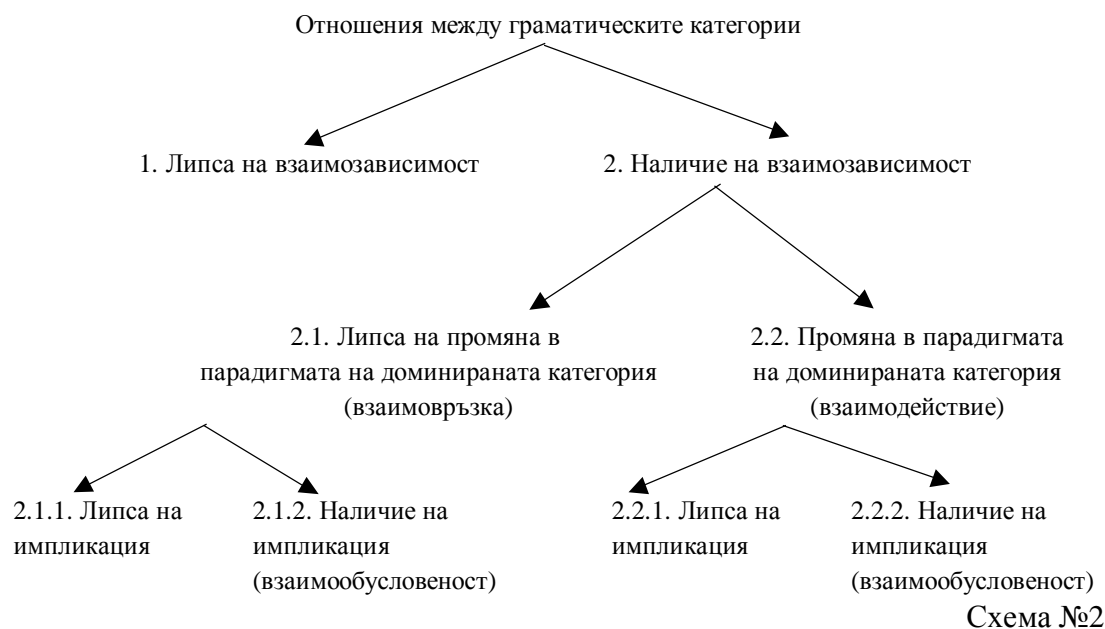 Отношения между граматическите категории
1. Липса на взаимозависимост
2. Наличие на взаимозависимост
2.1. Липса на промяна в
парадигмата на доминираната категория
(взаимовръзка)
2.2. Промяна в парадигмата
на доминираната категория
(взаимодействие)
2.1.1. Липса на
импликация
2.1.2. Наличие на
импликация
(взаимообусловеност)
2.2.1. Липса на
импликация
2.2.2. Наличие на
импликация
(взаимообусловеност)
Схема №2